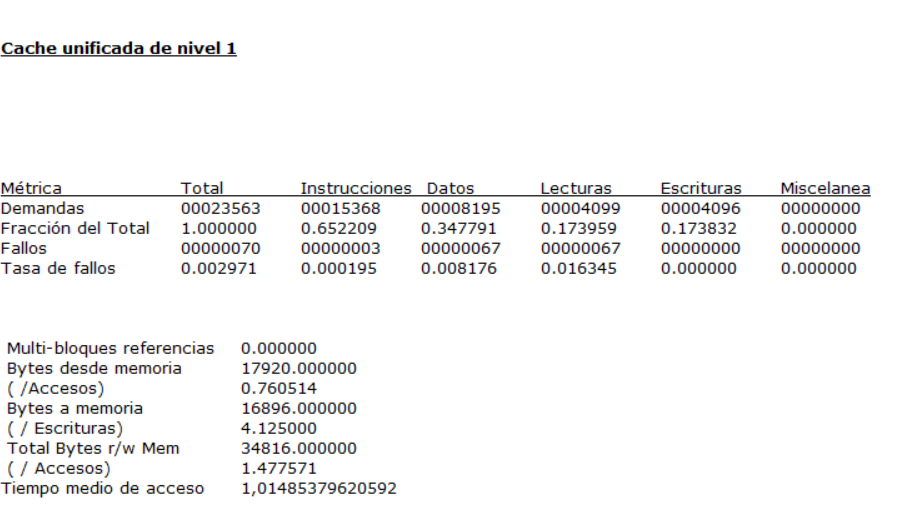 Cache unificada de nivel 1
Métrica Total Instrucciones Datos Lecturas Escrituras Miscelanea
Demandas 00023563 00015368 00008195 00004099 00004096 00000000
Fracción del Total 1.000000 0.652209 0.347791 0.173959 0.173832 0.000000
Fallos 00000070 00000003 00000067 00000067 00000000 00000000
Tasa de fallos 0.002971 0.000195 0.008176 0.016345 0.000000 0.000000
Multi-bloques referencias 0.000000
Bytes desde memoria 17920.000000
( /Accesos) 0.760514
Bytes a memoria 16896.000000
( / Escrituras) 4.125000
Total Bytes r/w Mem 34816.000000
( / Accesos) 1.477571
Tiempo medio de acceso 1,01485379620592